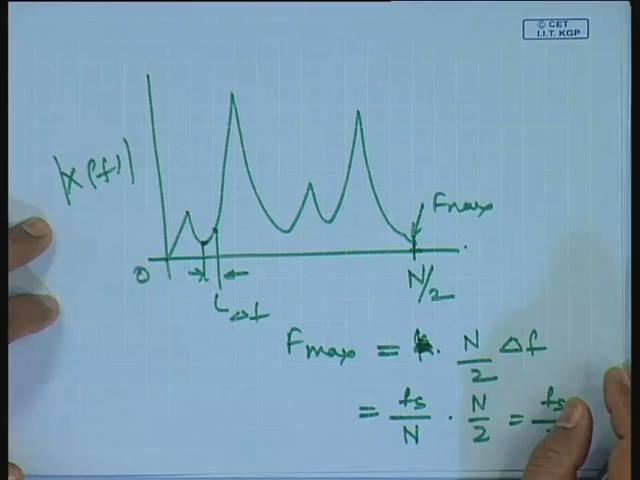 © CET
I.I.T. KGP
|X(f)|
Fmax
0
N/2
Δf
Fmax = . N/2 Δf
= fs/N . N/2 = fs